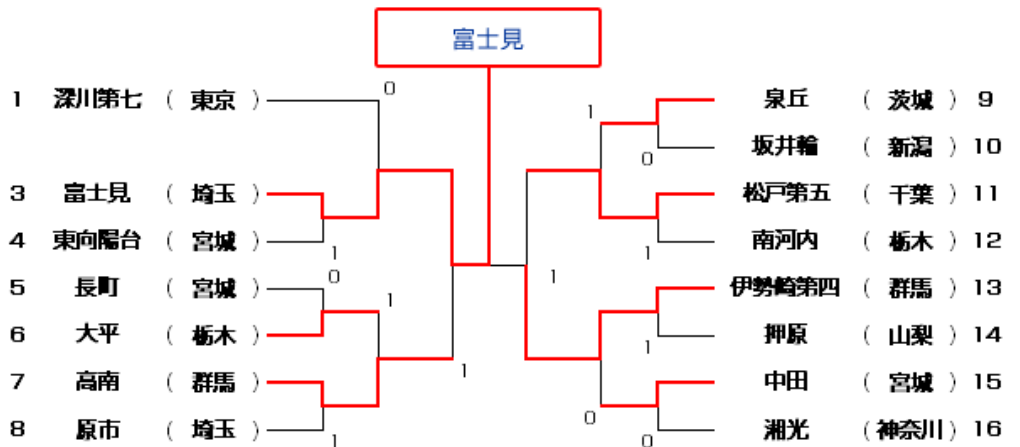 富士見
1 深川第七 ( 東京 ) 0
3 富士見 ( 埼玉 )
4 東向陽台 ( 宮城 ) 1
5 長町 ( 宮城 ) 0
6 大平 ( 栃木 ) 1
7 高南 ( 群馬 )
8 原市 ( 埼玉 ) 1
1
1 泉丘 ( 茨城 ) 9
0 坂井輪 ( 新潟 ) 10
松戸第五 ( 千葉 ) 11
1 南河内 ( 栃木 ) 12
1 伊勢崎第四 ( 群馬 ) 13
1 押原 ( 山梨 ) 14
中田 ( 宮城 ) 15
0 0 湘光 ( 神奈川 ) 16